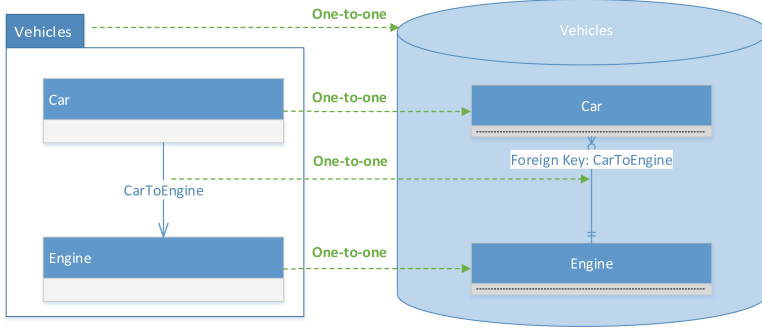 Vehicles
One-to-one
Vehicles
Car
One-to-one
Car
CarToEngine
One-to-one
Foreign Key: CarToEngine
Engine
One-to-one
Engine